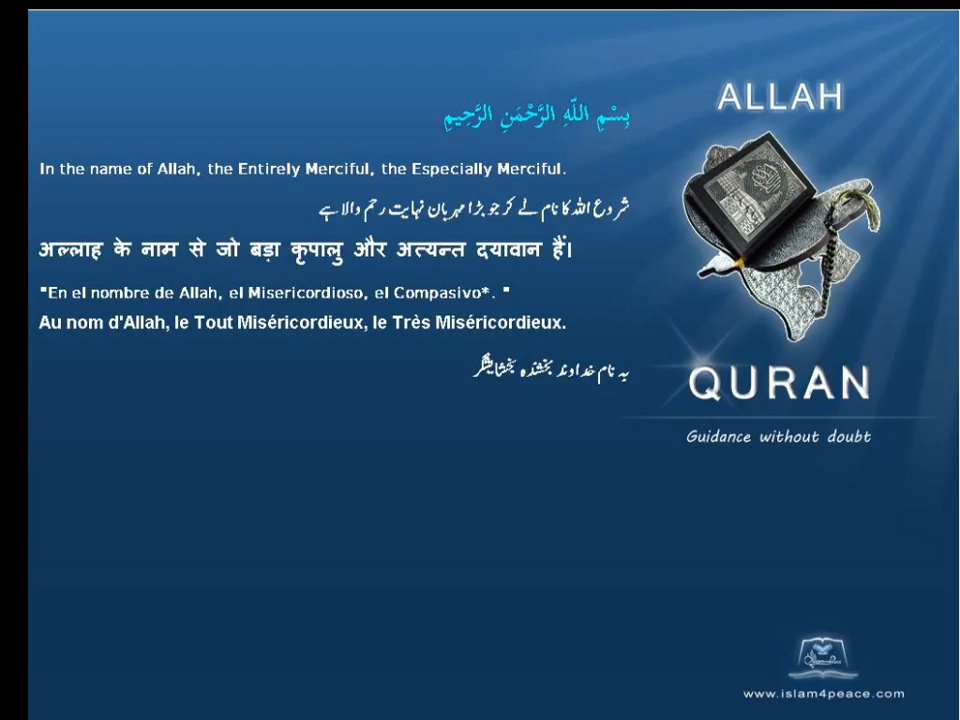 بِسْمِ اللّهِ الرَّحْمَنِ الرَّحِيمِ
In the name of Allah, the Entirely Merciful, the Especially Merciful.
شروع اللہ کا نام لے کر جو بڑا مہربان نہایت رحم والا ہے
अल्लाह के नाम से जो बड़ा कृपालु और अत्यन्त दयावान हैं।
"En el nombre de Allah, el Misericordioso, el Compasivo*. "
Au nom d'Allah, le Tout Miséricordieux, le Très Miséricordieux.
به نام خداوند بخشنده بخشایشگر
ALLAH
QURAN
Guidance without doubt
www.islam4peace.com